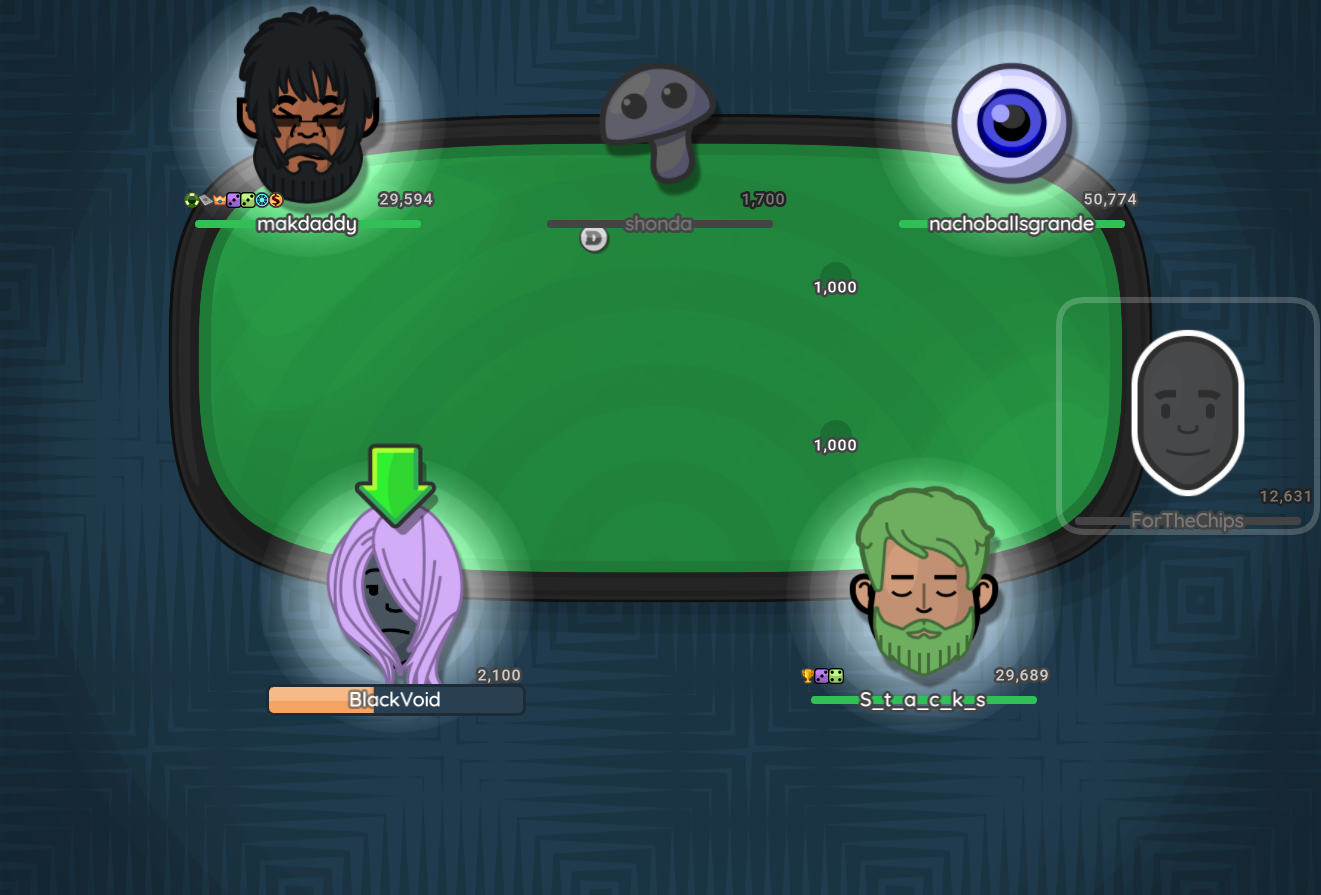 29,594
makdaddy
1,700
shonda
D
50,774
nachoballsgrande
1,000
1,000
12,631
ForTheChips
2,100
BlackVoid
29,689
S_t_a_c_k_s